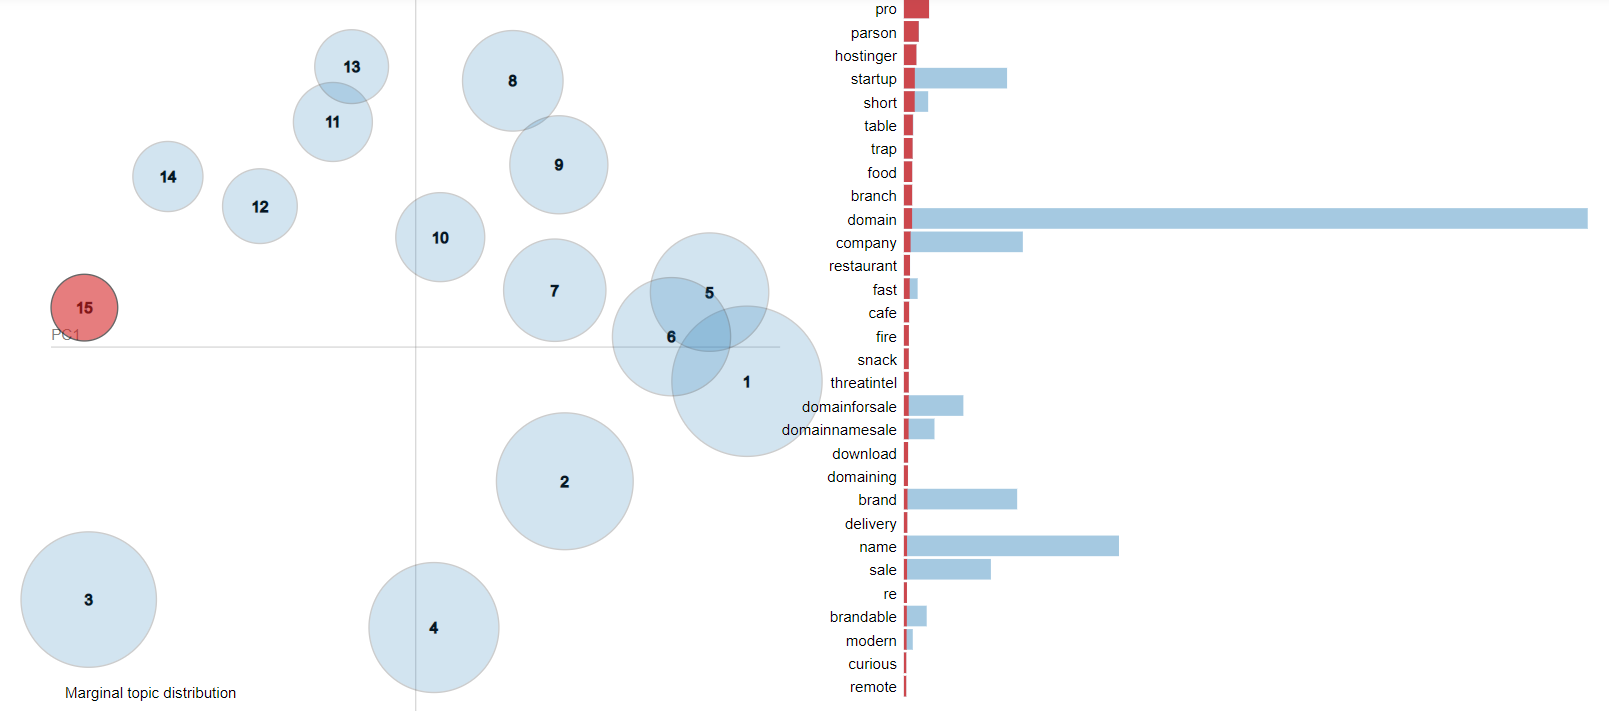 13
8
11
9
14
12
10
7
5
15
PC1
6
1
2
3
4
Marginal topic distribution
pro
parson
hostinger
startup
short
table
trap
food
branch
domain
company
restaurant
fast
cafe
fire
snack
threatintel
domainforsale
domainnamesale
download
domaining
brand
delivery
name
sale
re
brandable
modern
curious
remote